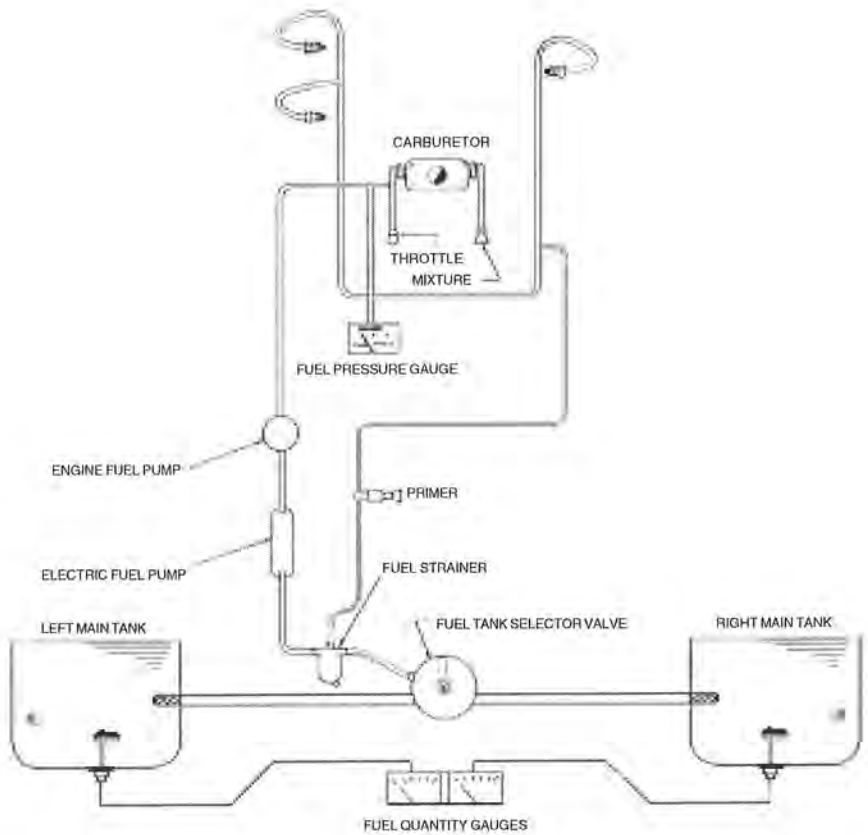 CARBURETOR
THROTTLE
MIXTURE
FUEL PRESSURE GAUGE
ENGINE FUEL PUMP
PRIMER
ELECTRIC FUEL PUMP
FUEL STRAINER
LEFT MAIN TANK
FUEL TANK SELECTOR VALVE
RIGHT MAIN TANK
FUEL QUANTITY GAUGES